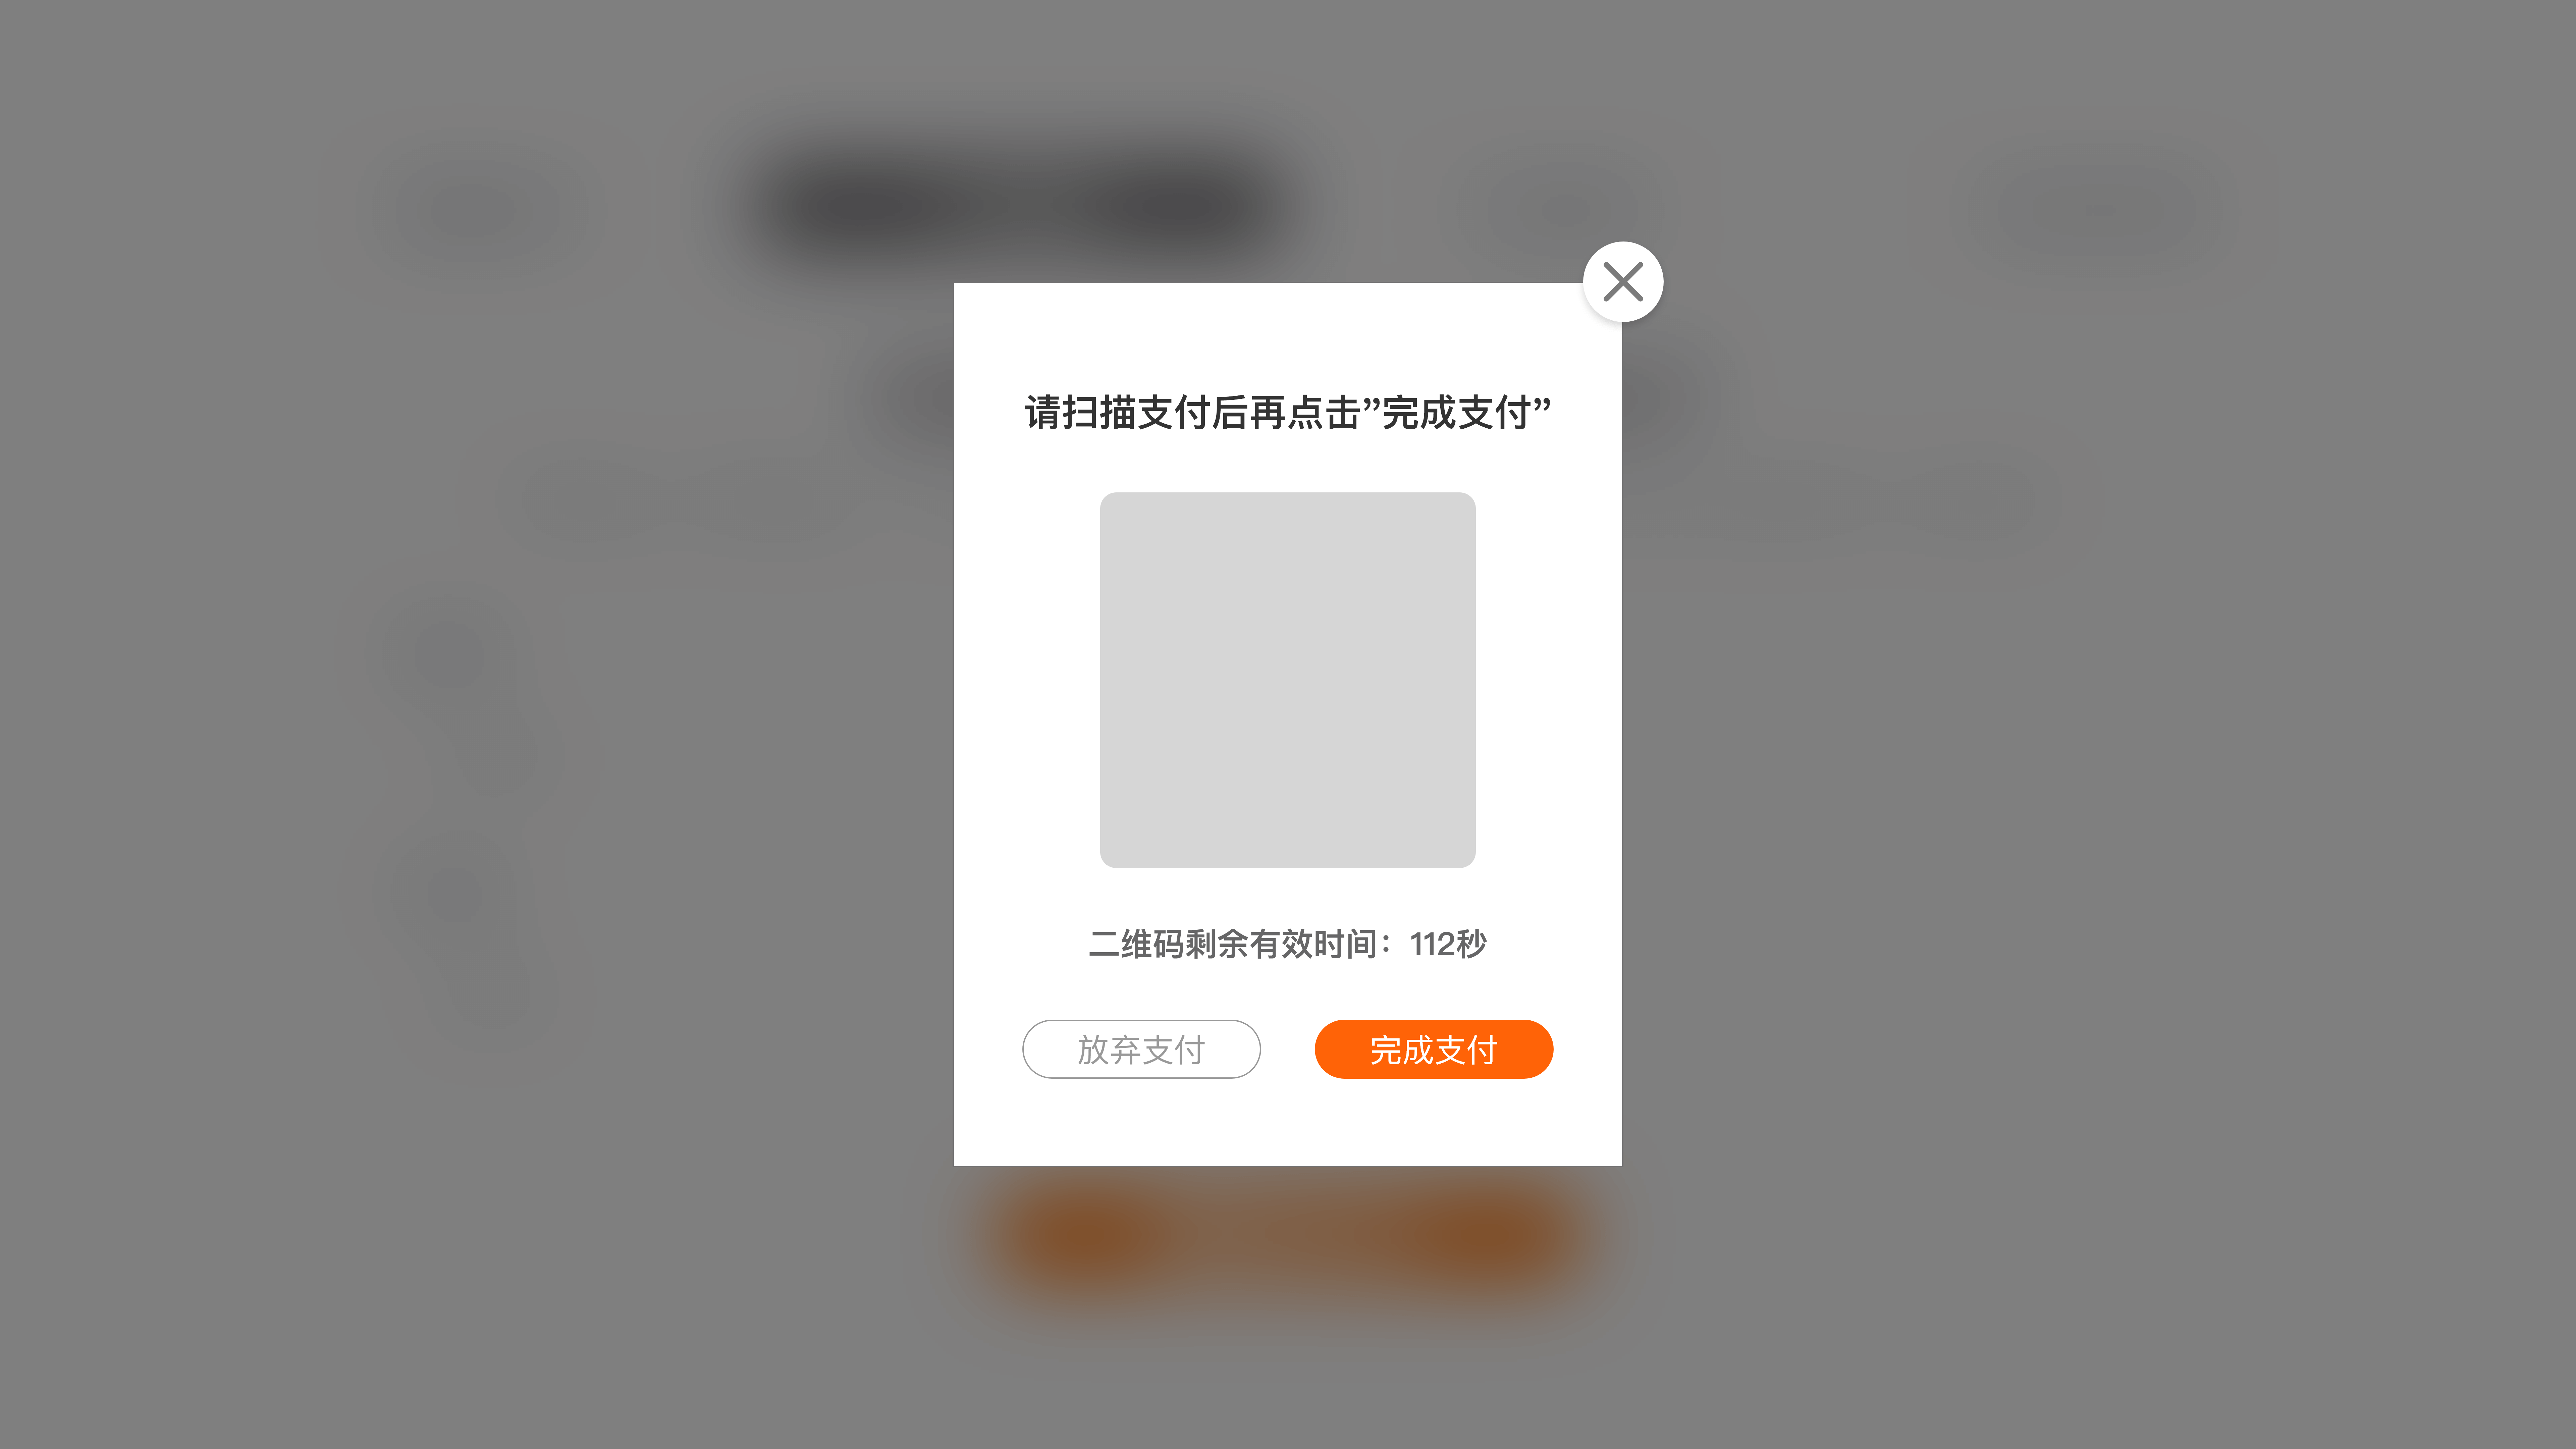 请扫描支付后再点击”完成支付”
二维码剩余有效时间：112秒
放弃支付
完成支付